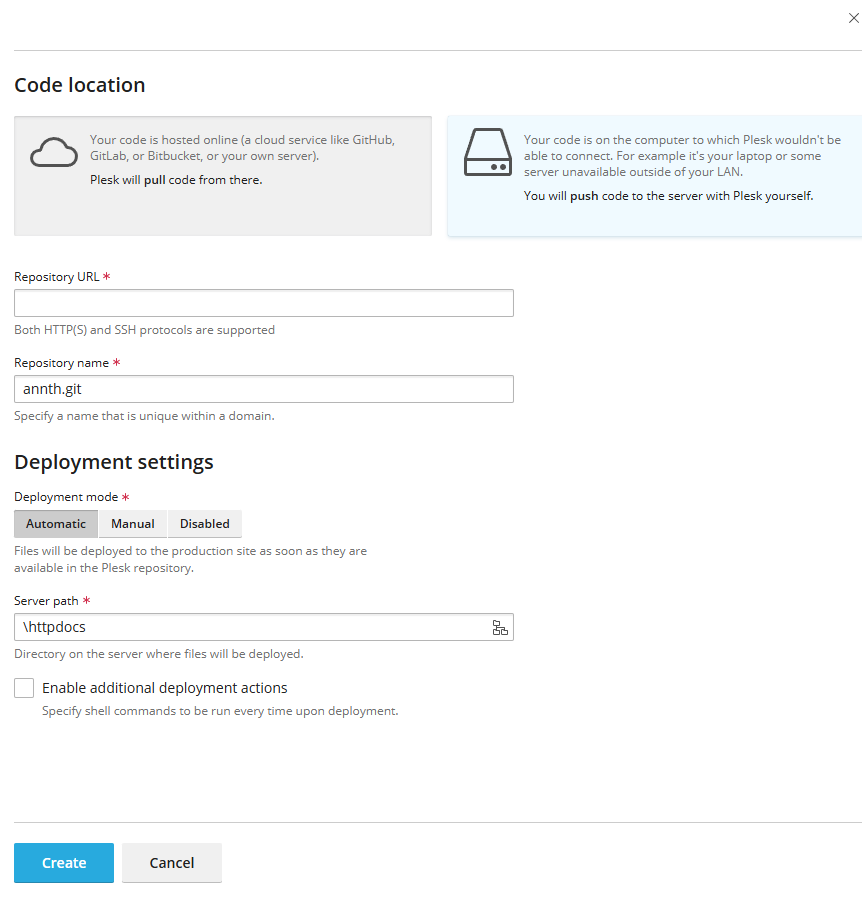 Code location
Your code is hosted online (a cloud service like GitHub,
GitLab, or Bitbucket, or your own server).
Plesk will pull code from there.
Your code is on the computer to which Plesk wouldn't be
able to connect. For example it's your laptop or some
server unavailable outside of your LAN.
You will push code to the server with Plesk yourself.
Repository URL *
Both HTTP(S) and SSH protocols are supported
Repository name *
annth.git
Specify a name that is unique within a domain.
Deployment settings
Deployment mode *
Automatic Manual Disabled
Files will be deployed to the production site as soon as they are
available in the Plesk repository.
Server path *
\httpdocs
Directory on the server where files will be deployed.
Enable additional deployment actions
Specify shell commands to be run every time upon deployment.
Create Cancel